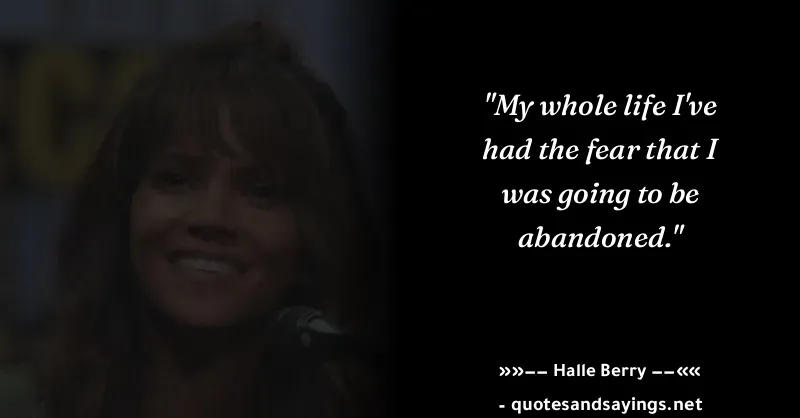 "My whole life I've
had the fear that I
was going to be
abandoned."
»»–– Halle Berry ––««
- quotesandsayings.net